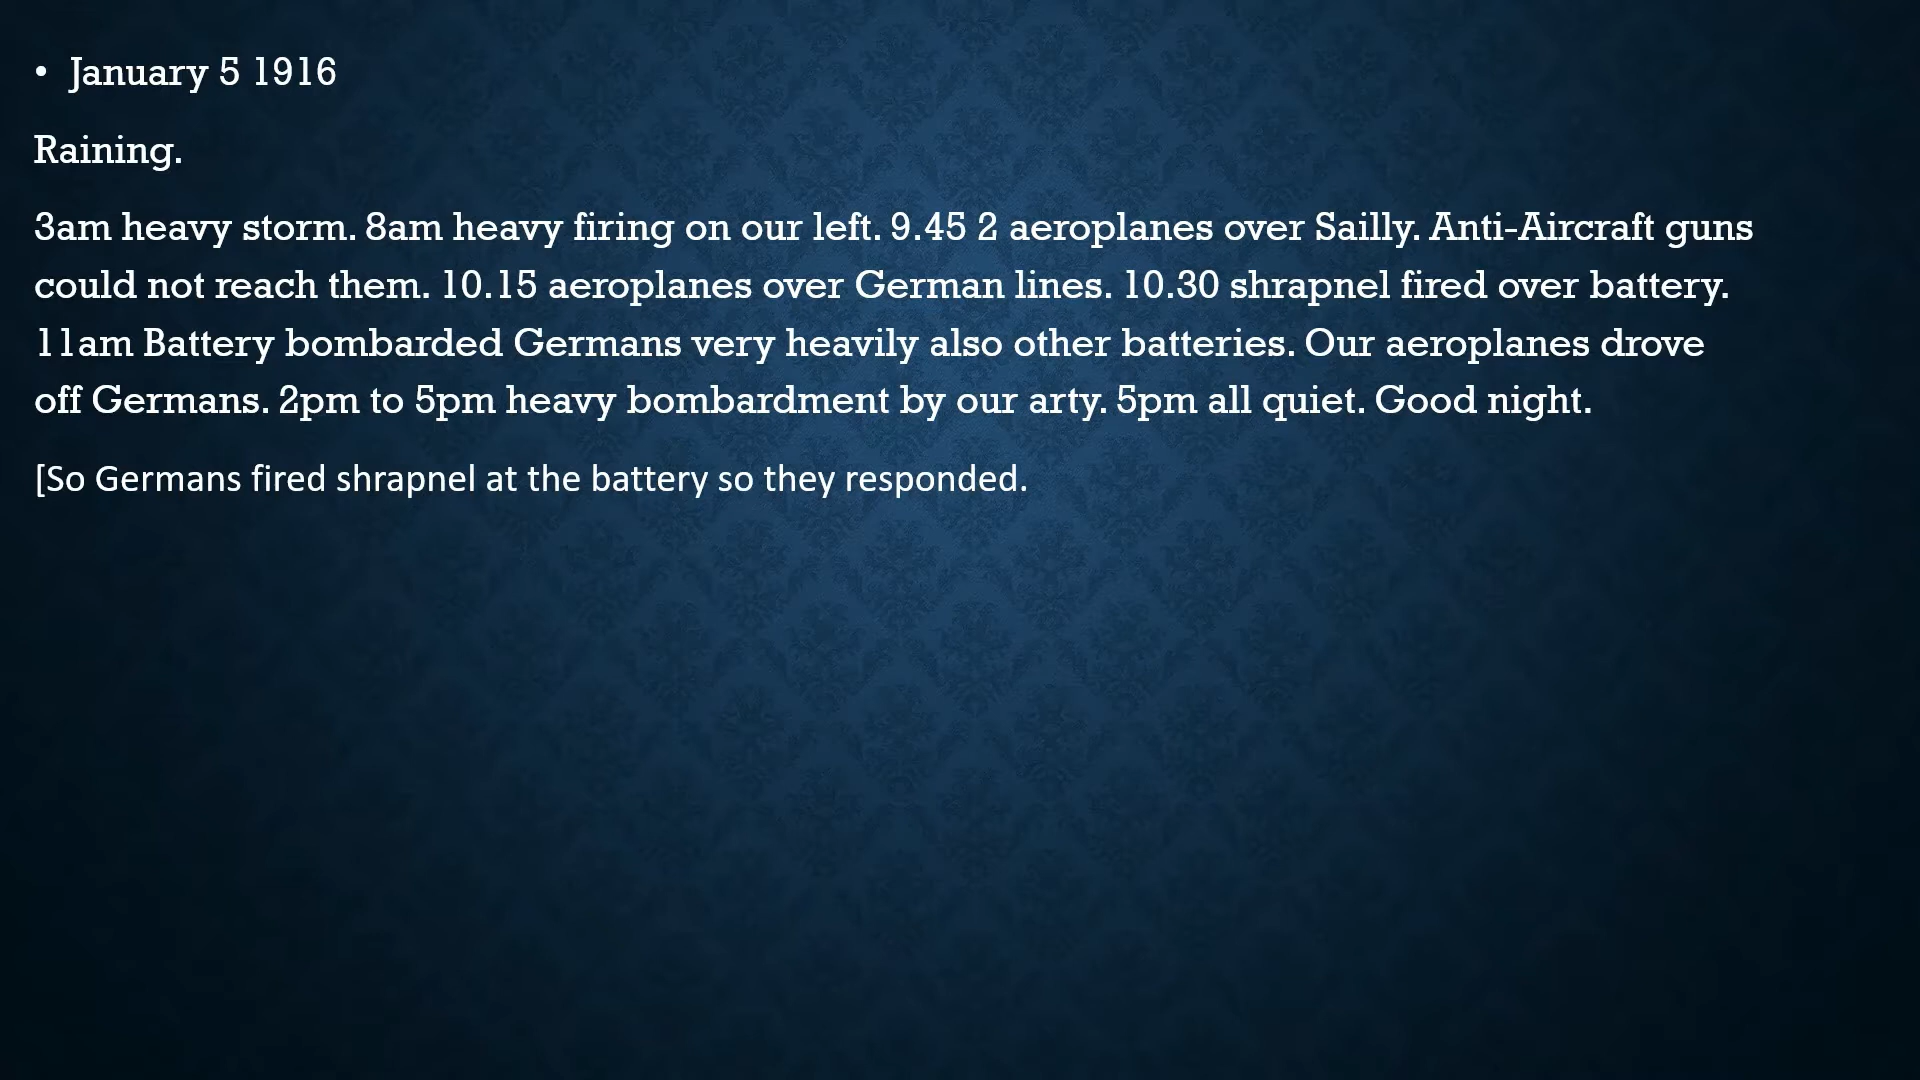 • January 5 1916
Raining.
3am heavy storm. 8am heavy firing on our left. 9.45 2 aeroplanes over Sailly. Anti-Aircraft guns
could not reach them. 10.15 aeroplanes over German lines. 10.30 shrapnel fired over battery.
11am Battery bombarded Germans very heavily also other batteries. Our aeroplanes drove
off Germans. 2pm to 5pm heavy bombardment by our arty. 5pm all quiet. Good night.
[So Germans fired shrapnel at the battery so they responded.